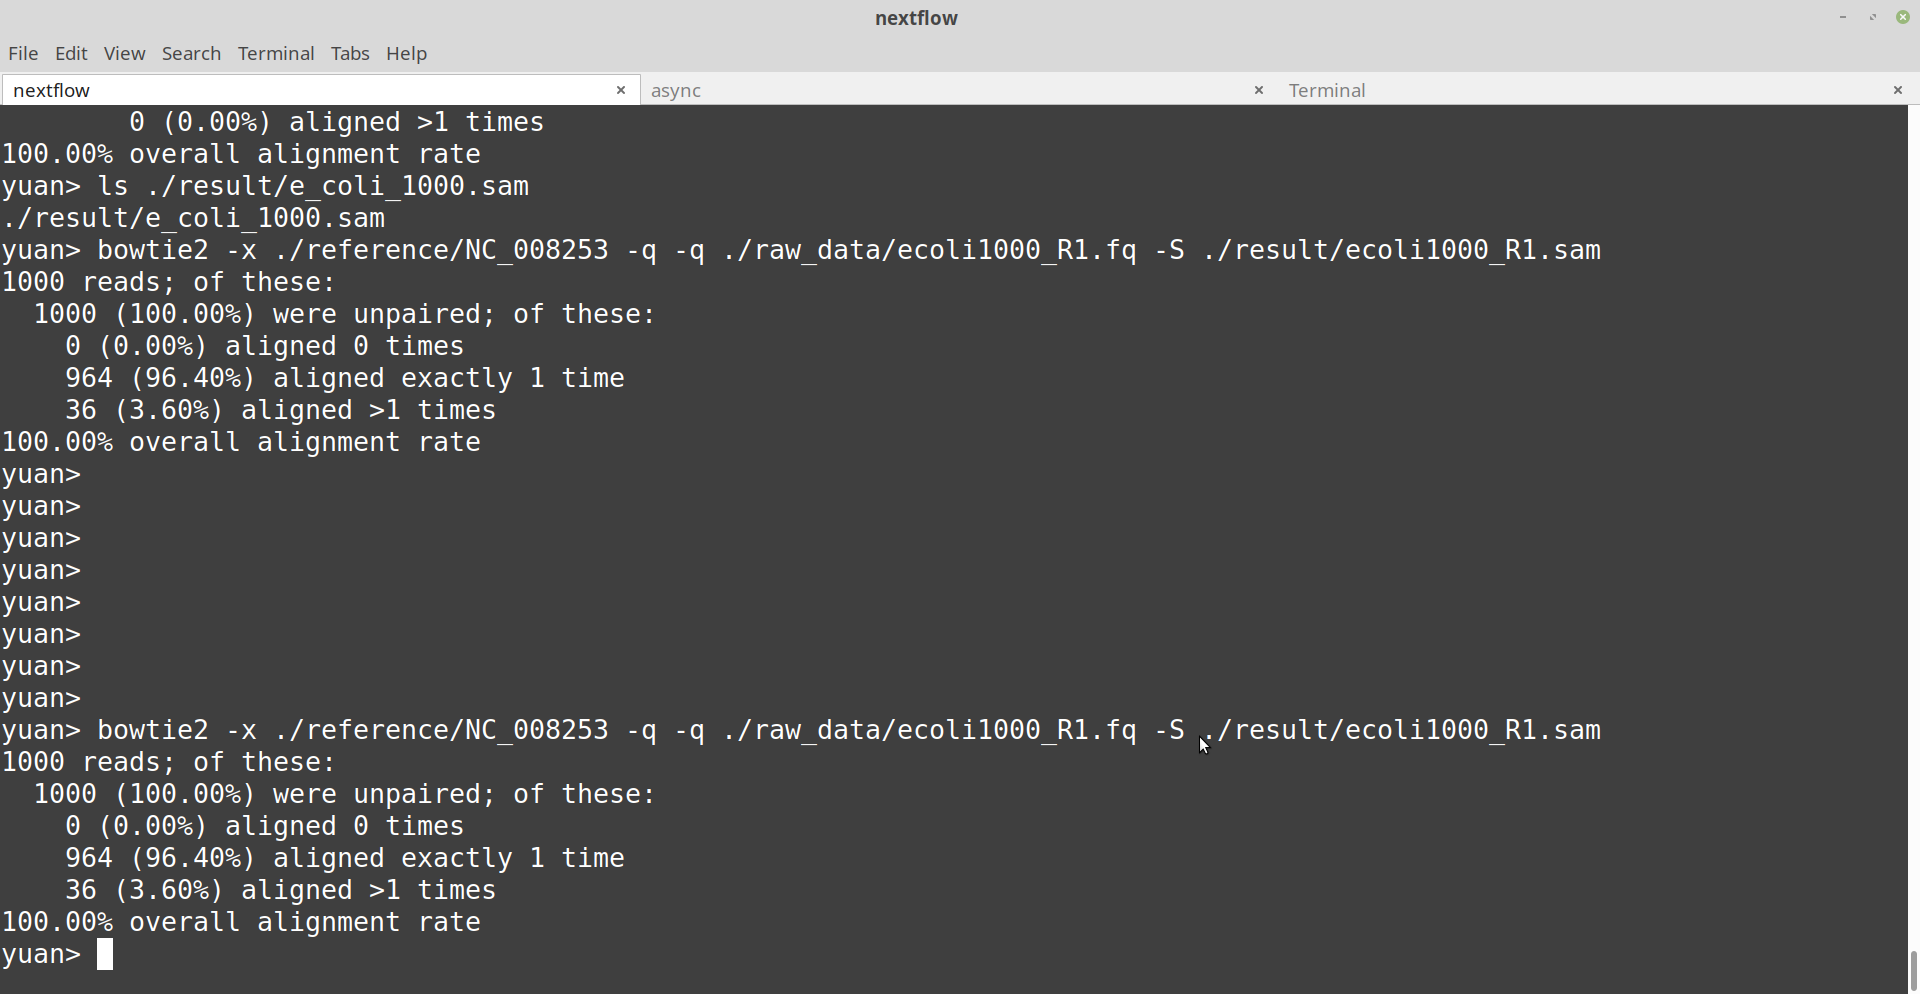 nextflow
File Edit View Search Terminal Tabs Help
nextflow async Terminal
0 (0.00%) aligned >1 times
100.00% overall alignment rate
yuan> ls ./result/e_coli_1000.sam
./result/e_coli_1000.sam
yuan> bowtie2 -x ./reference/NC_008253 -q -q ./raw_data/ecoli1000_R1.fq -S ./result/ecoli1000_R1.sam
1000 reads; of these:
  1000 (100.00%) were unpaired; of these:
    0 (0.00%) aligned 0 times
    964 (96.40%) aligned exactly 1 time
    36 (3.60%) aligned >1 times
100.00% overall alignment rate
yuan>
yuan>
yuan>
yuan>
yuan>
yuan>
yuan>
yuan>
yuan> bowtie2 -x ./reference/NC_008253 -q -q ./raw_data/ecoli1000_R1.fq -S ./result/ecoli1000_R1.sam
1000 reads; of these:
  1000 (100.00%) were unpaired; of these:
    0 (0.00%) aligned 0 times
    964 (96.40%) aligned exactly 1 time
    36 (3.60%) aligned >1 times
100.00% overall alignment rate
yuan>